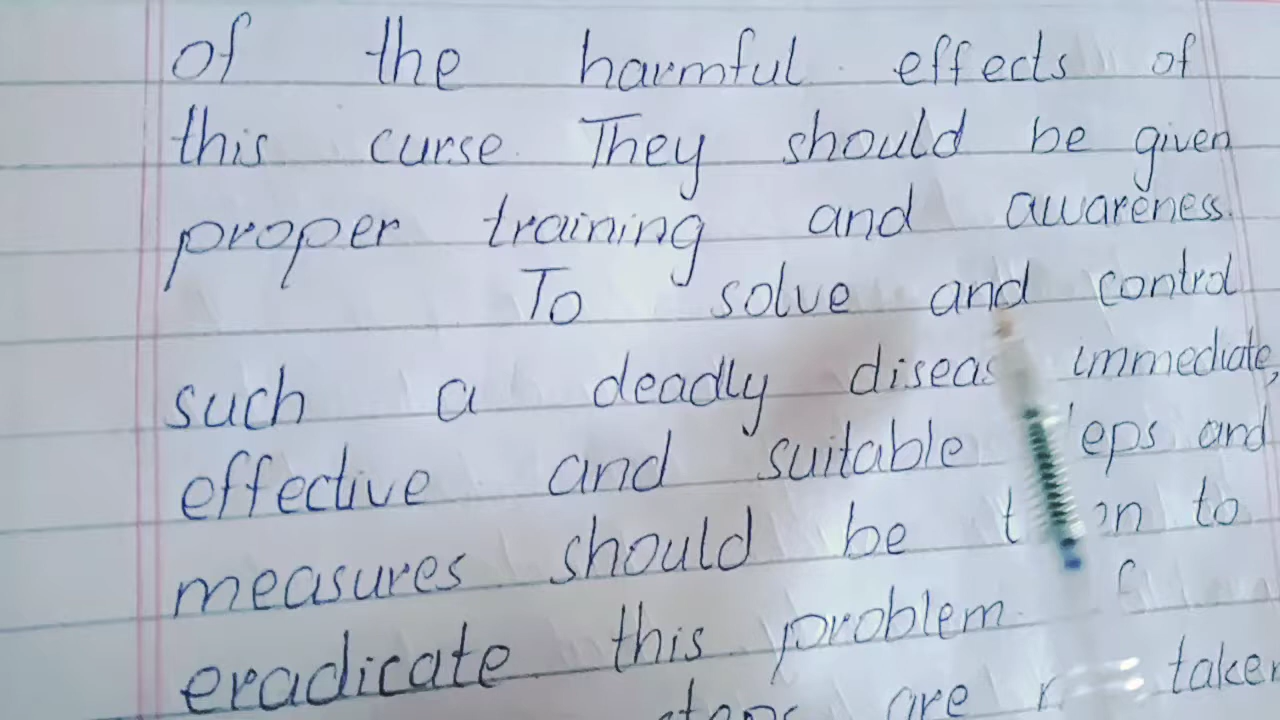 of the harmful effects of
this curse. They should be given
proper training and awareness.
To solve and control
such a deadly immediate,
effective and suitable and
measures should be to
eradicate this problem.
are taken